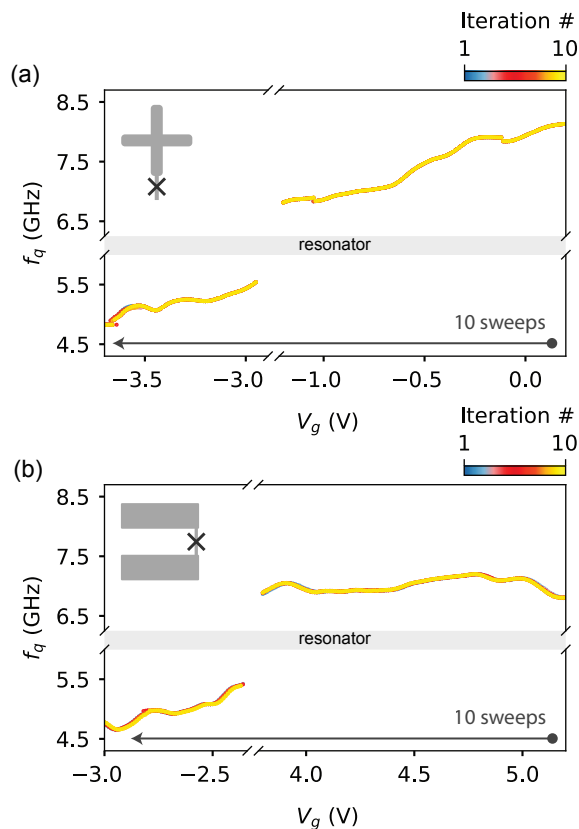 Iteration #
1 10
(a)
8.5
7.5
6.5
5.5
4.5
f_q (GHz)
resonator
10 sweeps
−3.5 −3.0 −1.0 −0.5 0.0
V_g (V)
Iteration #
1 10
(b)
8.5
7.5
6.5
5.5
4.5
f_q (GHz)
resonator
10 sweeps
−3.0 −2.5 4.0 4.5 5.0
V_g (V)